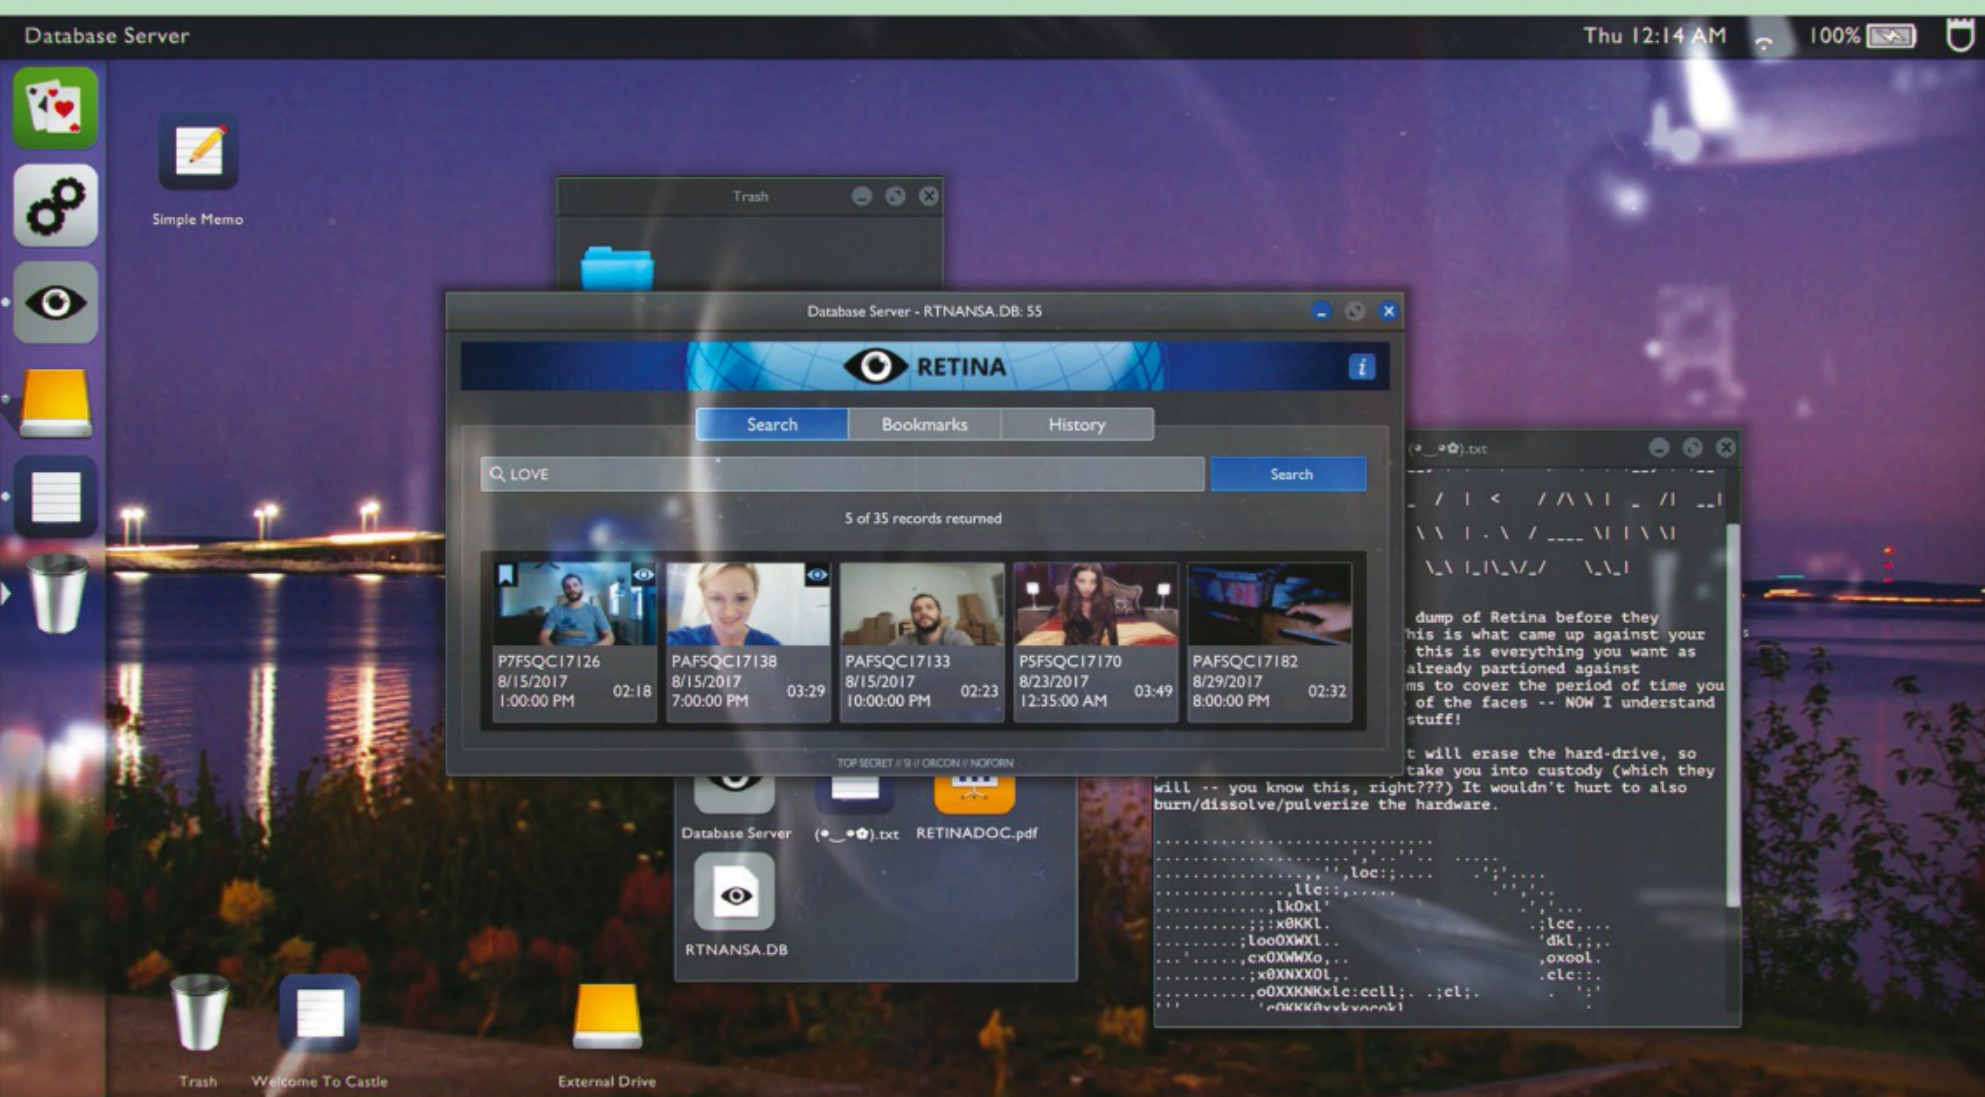 Database Server
Thu 12:14 AM
100%
Simple Memo
Trash
Database Server - RTNANSA.DB: 55
RETINA
i
Search
Bookmarks
History
LOVE
Search
5 of 35 records returned
P7FSQC17126
8/15/2017
1:00:00 PM
02:18
PAFSQC17138
8/15/2017
7:00:00 PM
03:29
PAFSQC17133
8/15/2017
10:00:00 PM
02:23
P5FSQC17170
8/23/2017
12:35:00 AM
03:49
PAFSQC17182
8/29/2017
8:00:00 PM
02:32
TOP SECRET // SI // ORCON // NOFORN
.txt
dump of Retina before they
his is what came up against your
this is everything you want as
already partioned against
ms to cover the period of time you
of the faces -- NOW I understand
stuff!
t will erase the hard-drive, so
take you into custody (which they
will -- you know this, right???) It wouldn't hurt to also
burn/dissolve/pulverize the hardware.
Database Server
.txt
RETINADOC.pdf
RTNANSA.DB
Trash
Welcome To Castle
External Drive